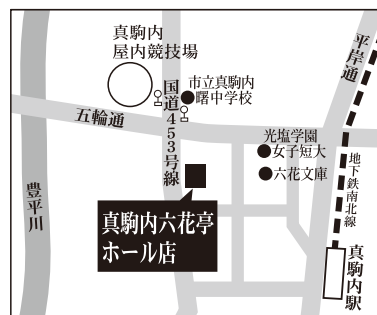 真駒内
屋内競技場
国道453号線
市立真駒内
曙中学校
平岸通
五輪通
光塩学園
女子短大
六花文庫
地下鉄南北線
豊平川
真駒内六花亭
ホール店
真駒内駅